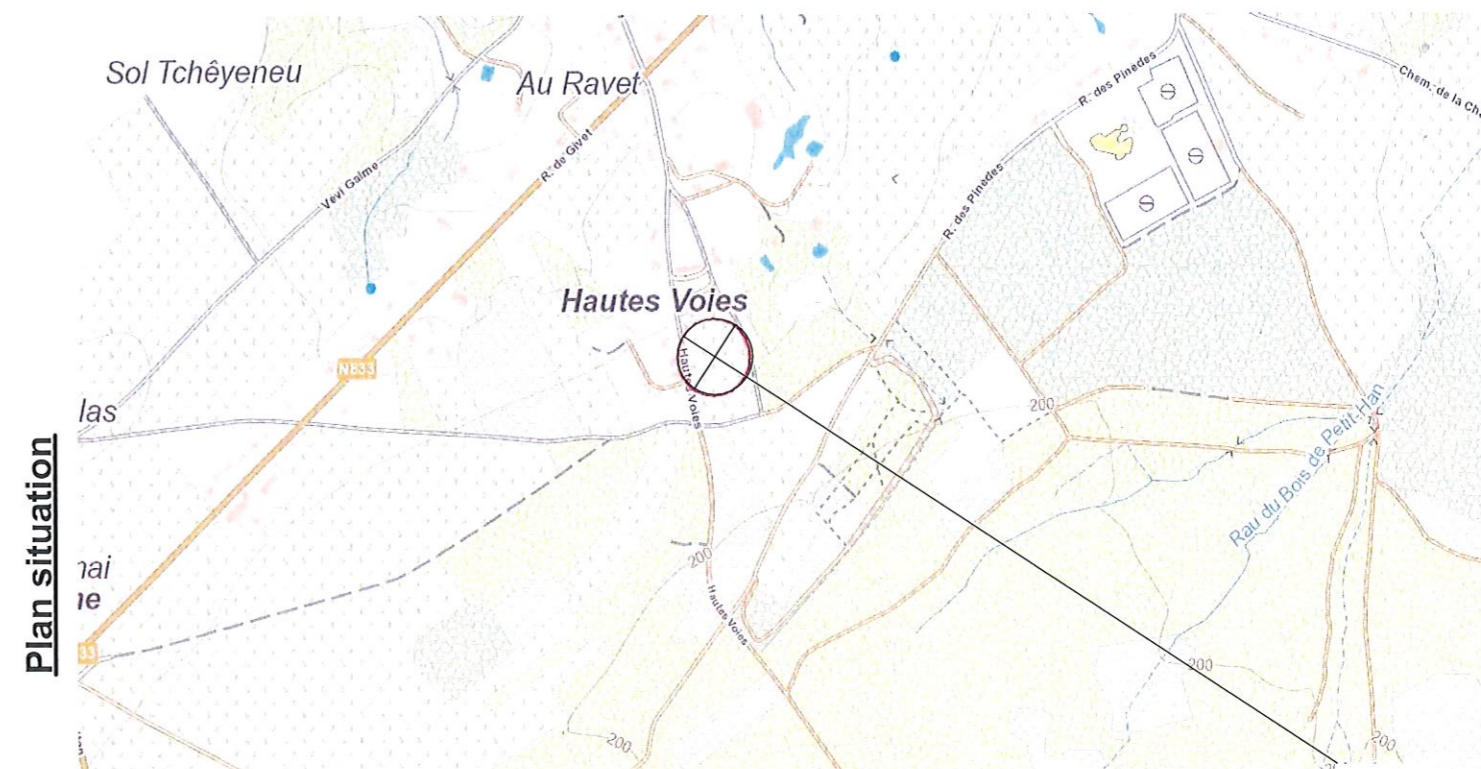 Plan situation
Sol Tchêyeneu
Au Ravet
R. des Pinèdes
Chem. de la Che
Vevi Galme
R. de Givet
R. des Pinèdes
Hautes Voies
Hautes Voies
N833
las
200
Rau du Bois de Petit Han
nai
ne
200
Hautes Voies
33
200
200
200